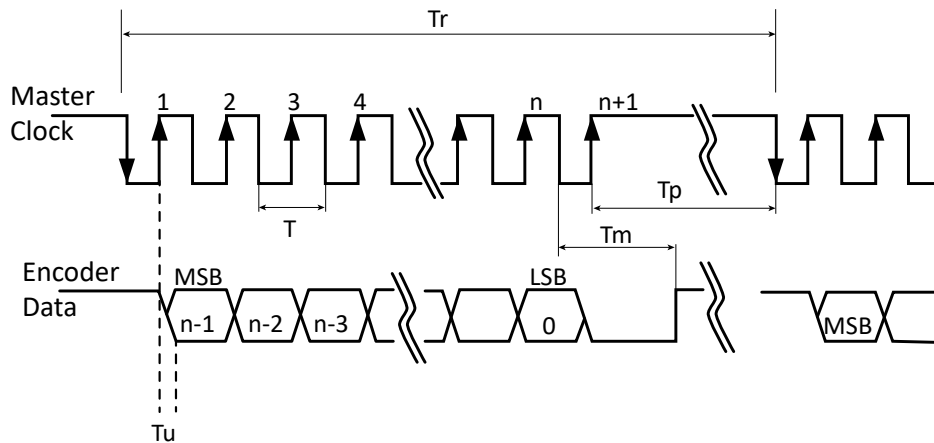 Tr
Master
Clock
1 2 3 4 n n+1
T
Tp
Tm
Encoder
Data
MSB LSB
n-1 n-2 n-3 0 MSB
Tu